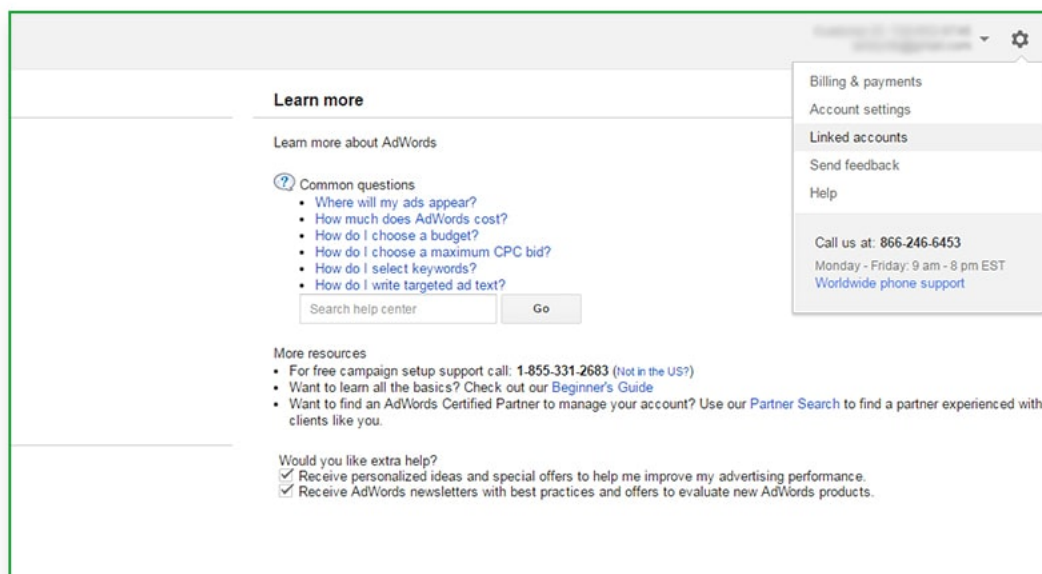 Billing & payments
Account settings
Linked accounts
Send feedback
Help
Call us at: 866-246-6453
Monday - Friday: 9 am - 8 pm EST
Worldwide phone support
Learn more
Learn more about AdWords
Common questions
Where will my ads appear?
How much does AdWords cost?
How do I choose a budget?
How do I choose a maximum CPC bid?
How do I select keywords?
How do I write targeted ad text?
Search help center
Go
More resources
For free campaign setup support call: 1-855-331-2683 (Not in the US?)
Want to learn all the basics? Check out our Beginner's Guide
Want to find an AdWords Certified Partner to manage your account? Use our Partner Search to find a partner experienced with
clients like you.
Would you like extra help?
Receive personalized ideas and special offers to help me improve my advertising performance.
Receive AdWords newsletters with best practices and offers to evaluate new AdWords products.